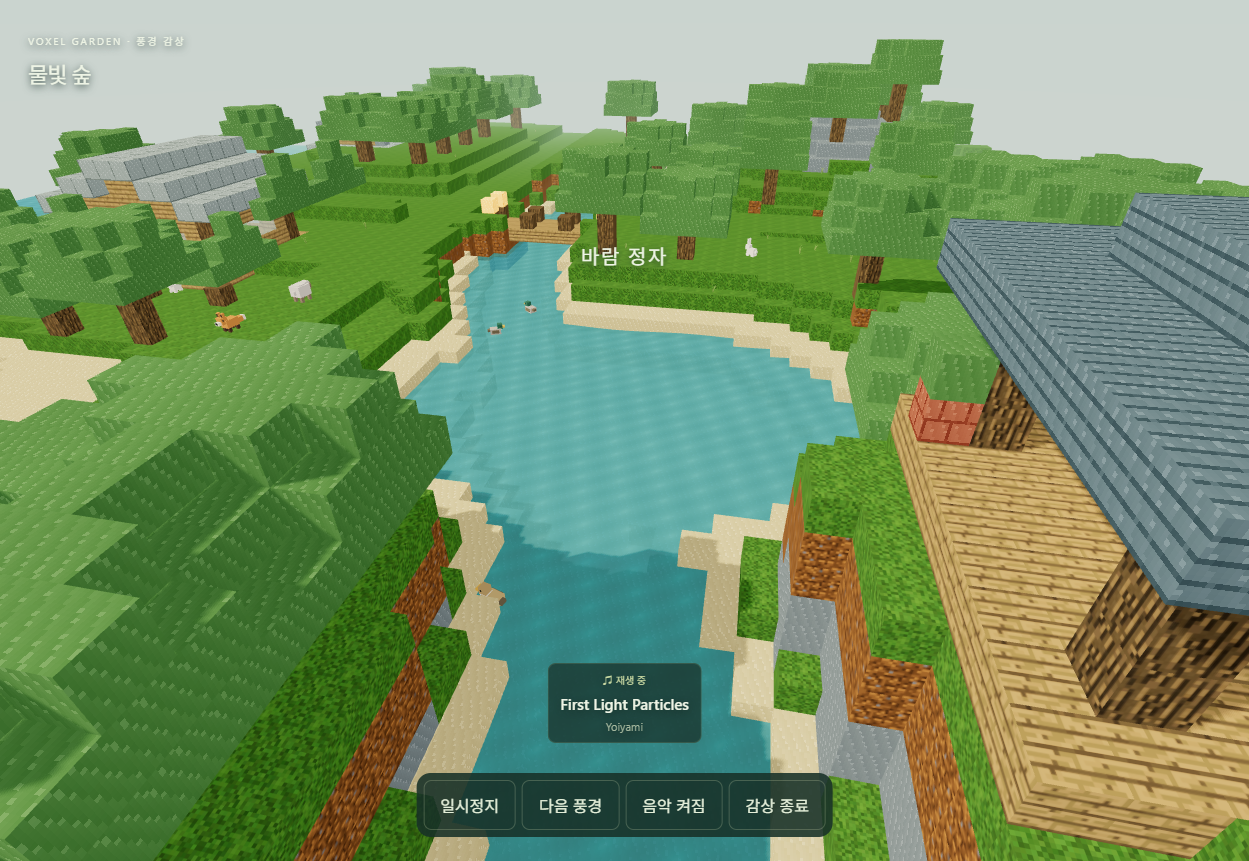 VOXEL GARDEN · 풍경 감상
물빛 숲
바람 정자
♫ 재생 중
First Light Particles
Yoiyami
일시정지
다음 풍경
음악 켜짐
감상 종료